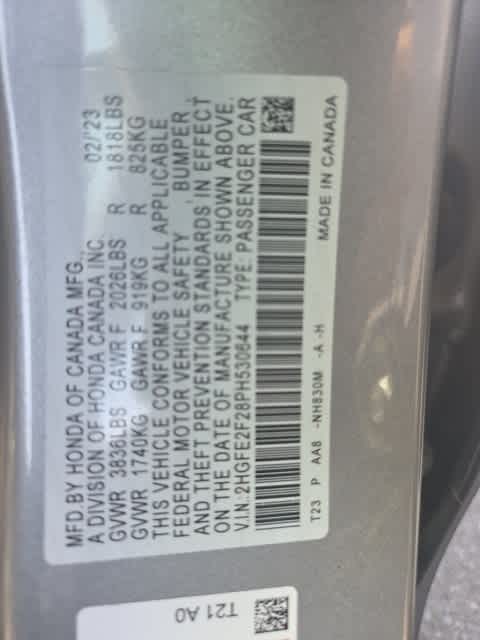 MFD.BY HONDA OF CANADA MFG., 02/'23
A DIVISION OF HONDA CANADA INC.
GVWR 3836LBS GAWR F 2026LBS R 1818LBS
GVWR 1740KG GAWR F 919KG R 825KG
THIS VEHICLE CONFORMS TO ALL APPLICABLE
FEDERAL MOTOR VEHICLE SAFETY, BUMPER,
AND THEFT PREVENTION STANDARDS IN EFFECT
ON THE DATE OF MANUFACTURE SHOWN ABOVE.
V.I.N.:2HGFE2F28PH530644 TYPE: PASSENGER CAR
T23 P AA8 -NH830M -A -H
MADE IN CANADA
T21 A0